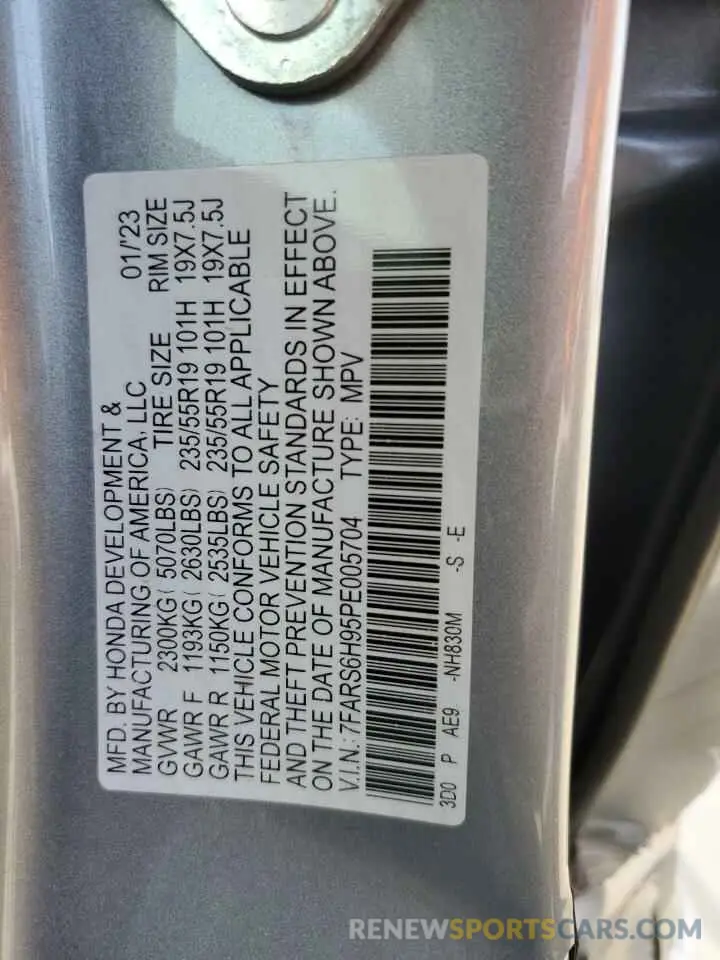 MFD. BY HONDA DEVELOPMENT &
MANUFACTURING OF AMERICA, LLC 01/'23
GVWR 2300KG( 5070LBS) TIRE SIZE RIM SIZE
GAWR F 1193KG( 2630LBS) 235/55R19 101H 19X7.5J
GAWR R 1150KG( 2535LBS) 235/55R19 101H 19X7.5J
THIS VEHICLE CONFORMS TO ALL APPLICABLE
FEDERAL MOTOR VEHICLE SAFETY
AND THEFT PREVENTION STANDARDS IN EFFECT
ON THE DATE OF MANUFACTURE SHOWN ABOVE.
V.I.N.: 7FARS6H95PE005704 TYPE: MPV
3D0 P AE9 -NH830M -S -E
RENEWSPORTSCARS.COM